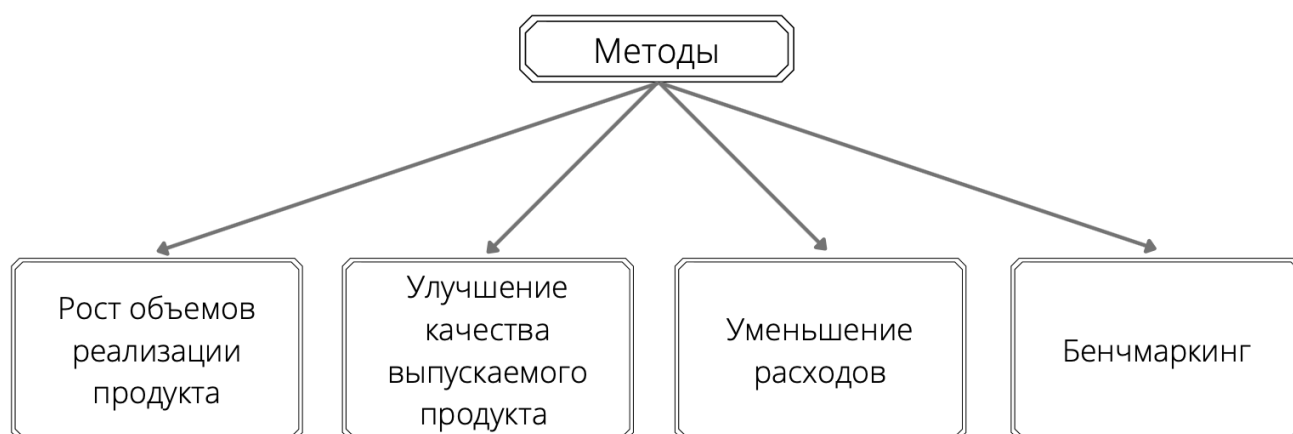 Методы
Рост объемов
реализации
продукта
Улучшение
качества
выпускаемого
продукта
Уменьшение
расходов
Бенчмаркинг